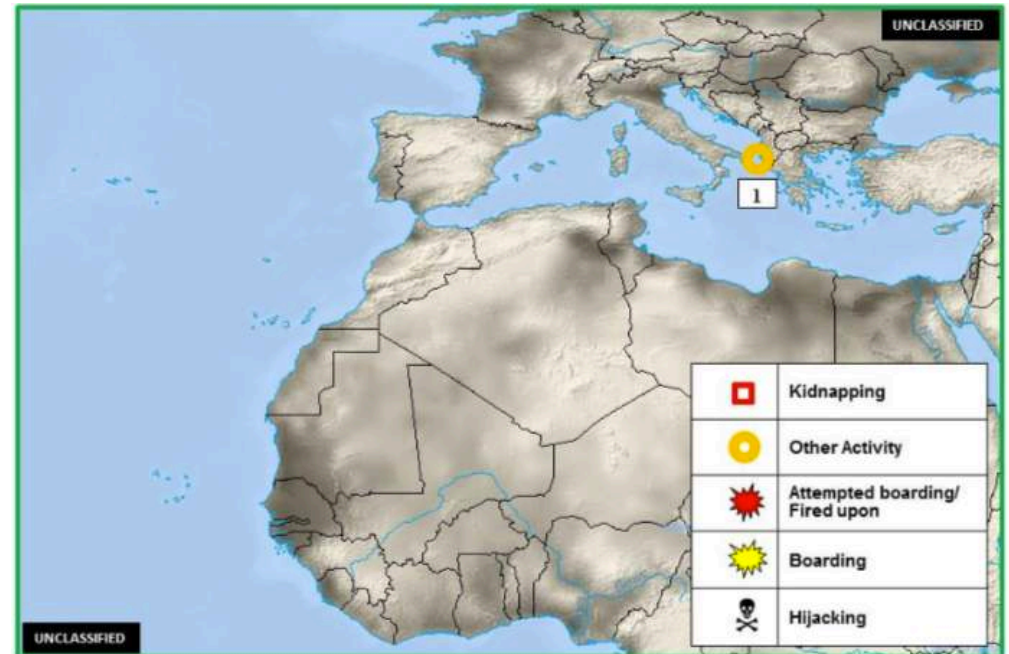 UNCLASSIFIED
1
Kidnapping
Other Activity
Attempted boarding/
Fired upon
Boarding
Hijacking
UNCLASSIFIED